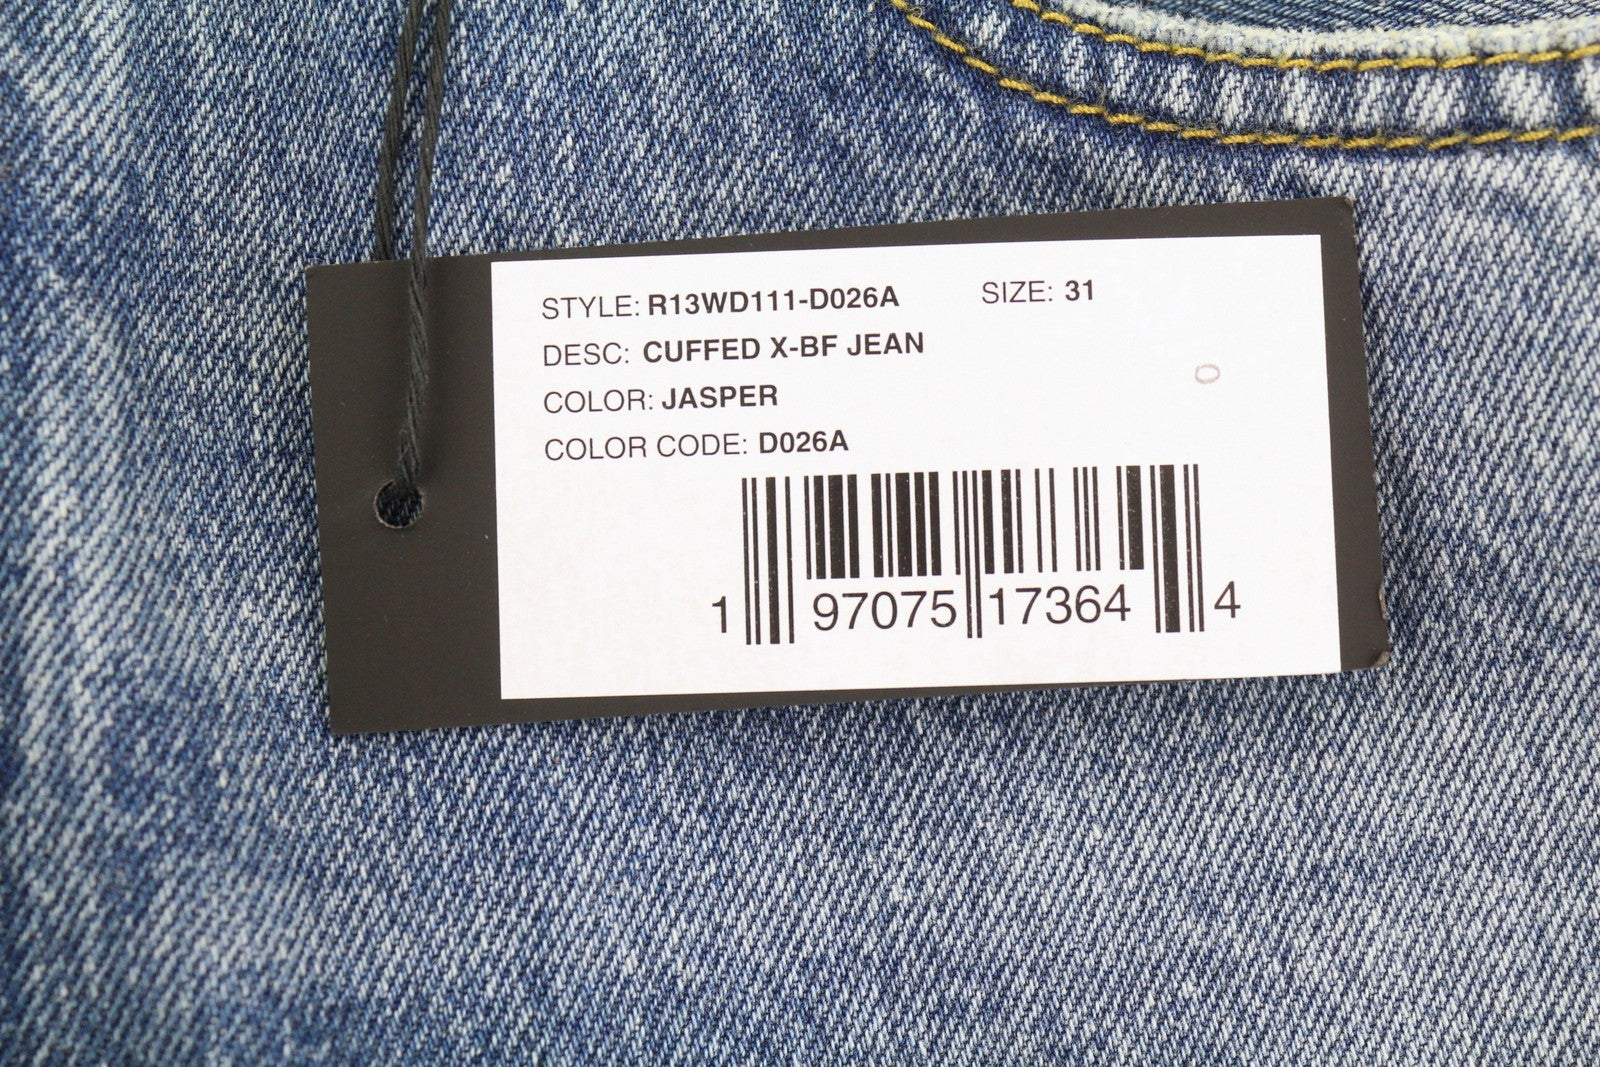 STYLE: R13WD111-D026A SIZE: 31
DESC: CUFFED X-BF JEAN
COLOR: JASPER
COLOR CODE: D026A
1 97075 17364 4